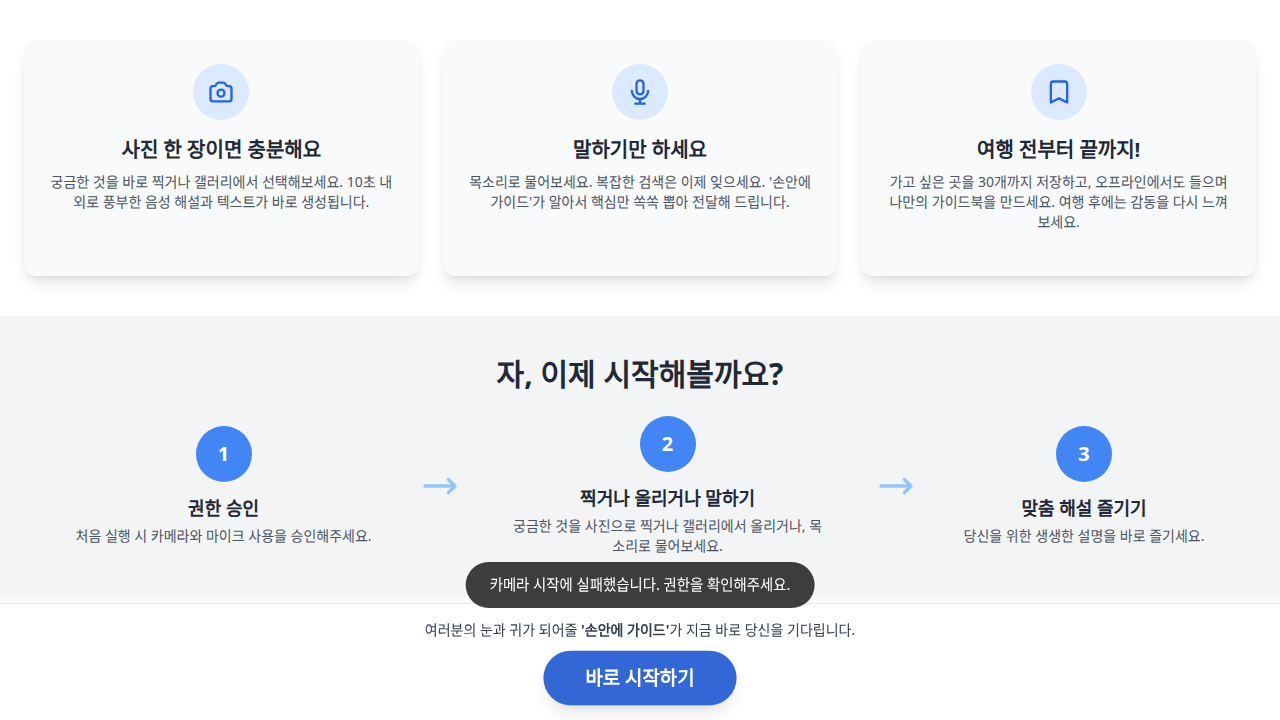 사진 한 장이면 충분해요
궁금한 것을 바로 찍거나 갤러리에서 선택해보세요. 10초 내
외로 풍부한 음성 해설과 텍스트가 바로 생성됩니다.
말하기만 하세요
목소리로 물어보세요. 복잡한 검색은 이제 잊으세요. '손안에
가이드'가 알아서 핵심만 쏙쏙 뽑아 전달해 드립니다.
여행 전부터 끝까지!
가고 싶은 곳을 30개까지 저장하고, 오프라인에서도 들으며
나만의 가이드북을 만드세요. 여행 후에는 감동을 다시 느껴
보세요.
자, 이제 시작해볼까요?
1
권한 승인
처음 실행 시 카메라와 마이크 사용을 승인해주세요.
2
찍거나 올리거나 말하기
궁금한 것을 사진으로 찍거나 갤러리에서 올리거나, 목
소리로 물어보세요.
3
맞춤 해설 즐기기
당신을 위한 생생한 설명을 바로 즐기세요.
카메라 시작에 실패했습니다. 권한을 확인해주세요.
여러분의 눈과 귀가 되어줄 '손안에 가이드'가 지금 바로 당신을 기다립니다.
바로 시작하기